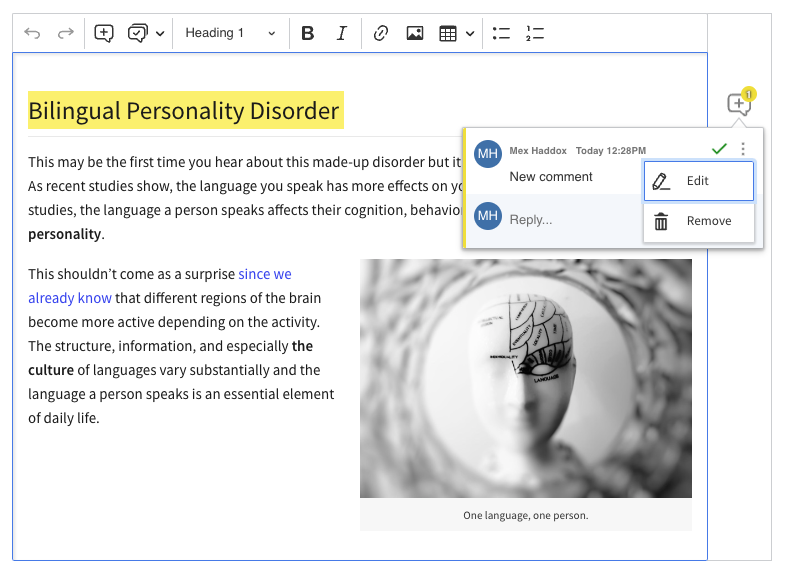 Heading 1
B
I
Bilingual Personality Disorder
1
MH
Mex Haddox Today 12:28PM
New comment
Edit
MH
Reply...
Remove
This may be the first time you hear about this made-up disorder but it
As recent studies show, the language you speak has more effects on yo
studies, the language a person speaks affects their cognition, behavior
personality.
This shouldn’t come as a surprise since we
already know that different regions of the brain
become more active depending on the activity.
The structure, information, and especially the
culture of languages vary substantially and the
language a person speaks is an essential element
of daily life.
INDIVIDUALITY
LANGUAGE
One language, one person.